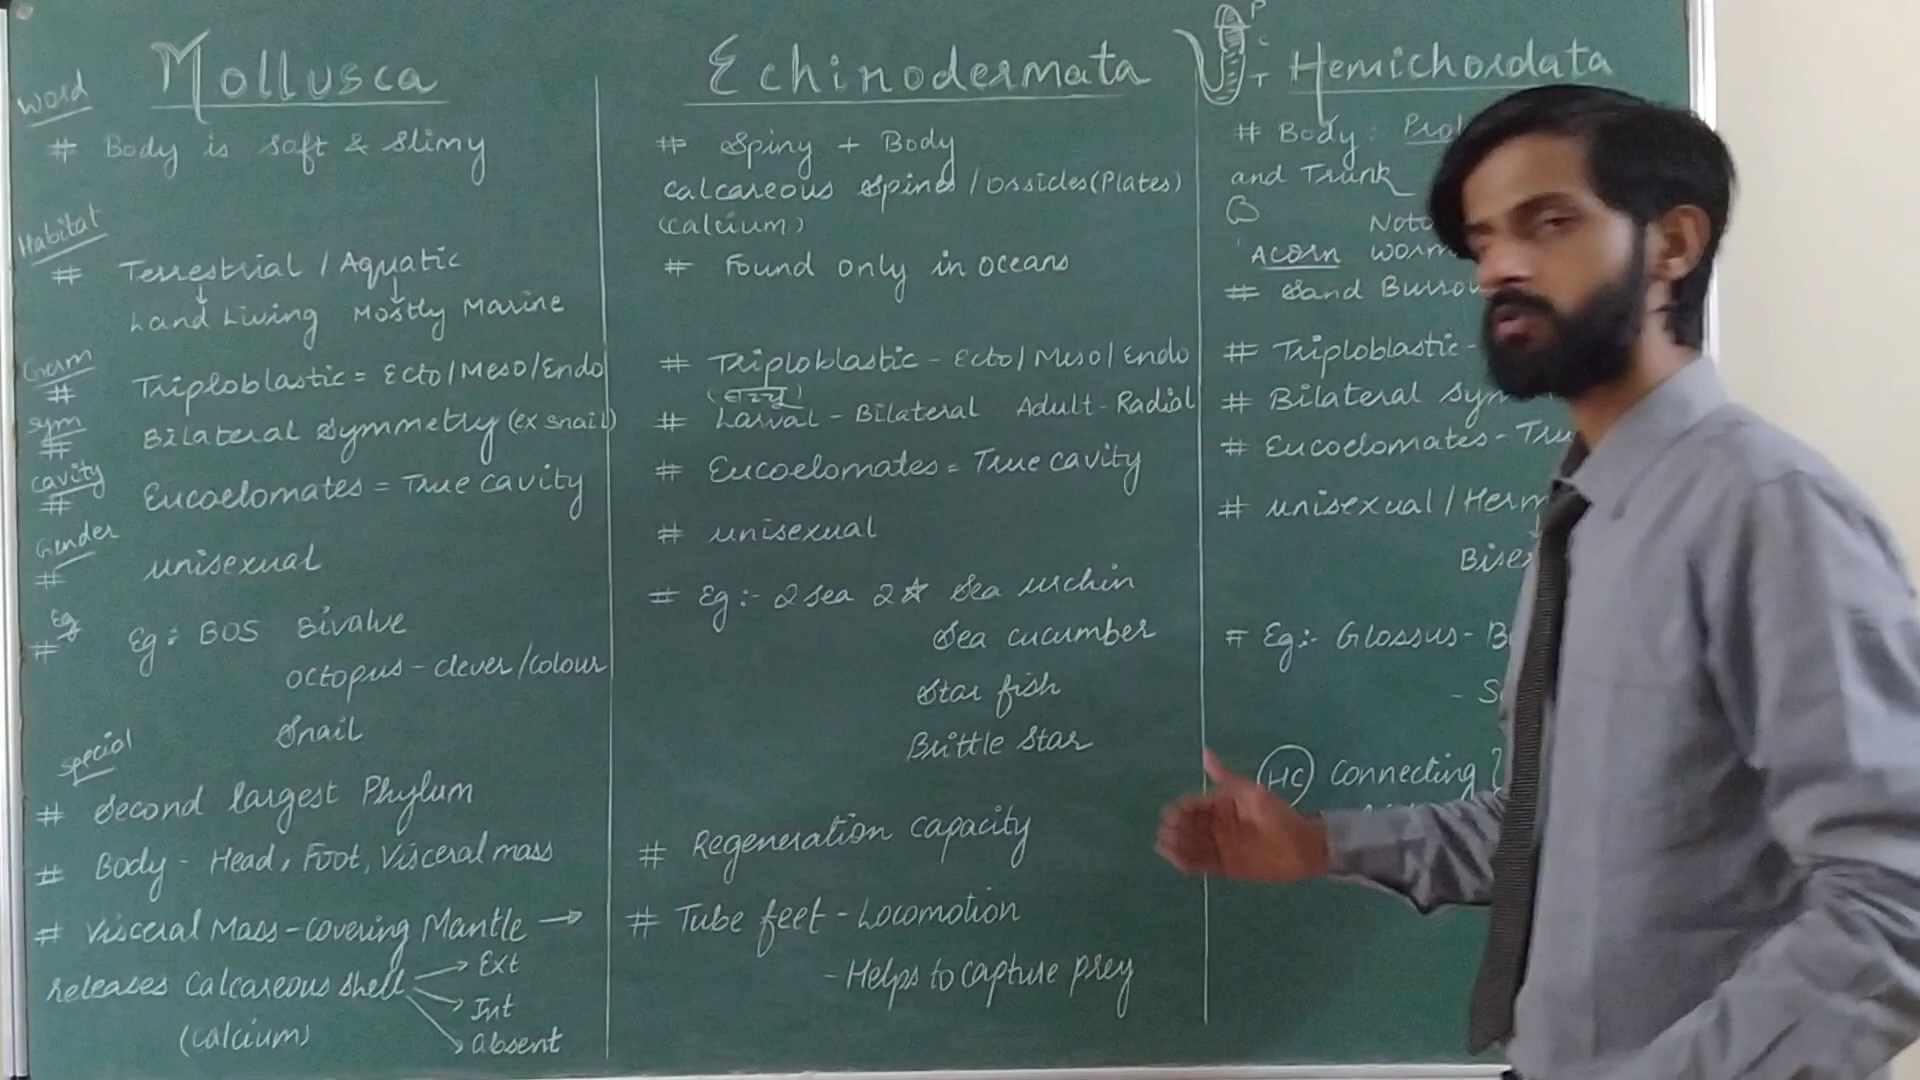 Mollusca
Word
# Body is soft & slimy
Habitat
# Terrestrial / Aquatic
Land Living Mostly Marine
Germ
# Triploblastic = Ecto/Meso/Endo
Sym
# Bilateral symmetry (ex snail)
cavity
# Eucoelomates = True cavity
Gender
# unisexual
Eg
# Eg: BOS Bivalve
octopus - clever/colour
Snail
special
# Second largest Phylum
# Body - Head, Foot, Visceral mass
# Visceral Mass - covering Mantle →
releases Calcareous shell → Ext
→ Int
(calcium) → absent
Echinodermata
# Spiny + Body
calcareous spines / ossicles (Plates)
(calcium)
# Found only in oceans
# Triploblastic - Ecto/Meso/Endo
# Larval - Bilateral Adult - Radial
# Eucoelomates = True cavity
# unisexual
# Eg:- 2 sea 2☆ Sea urchin
Sea cucumber
Star fish
Brittle star
# Regeneration capacity
# Tube feet - Locomotion
- Helps to capture prey
P
C
T
Hemichordata
# Body:
and Trunk
Acorn
# Sand
# Triploblastic -
# Bilateral
# Eucoelomates -
# unisexual /
# Eg:- Glossus -
HC Connecting